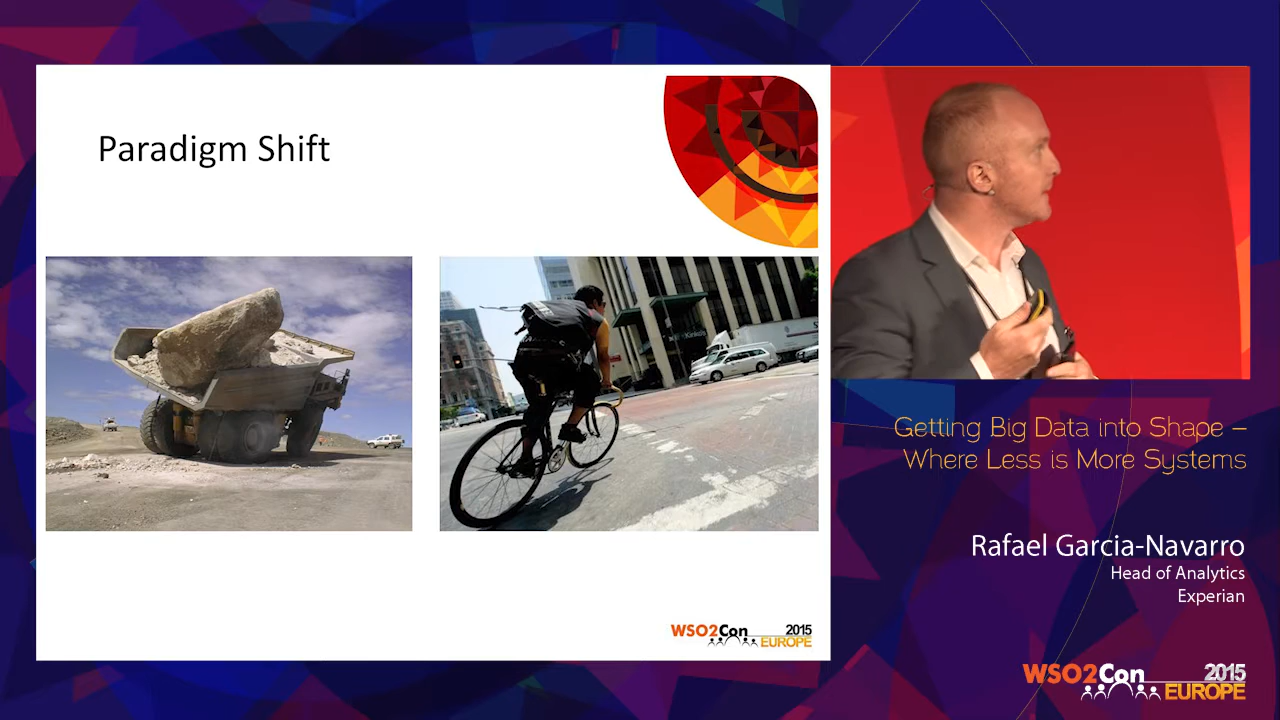 Paradigm Shift
WSO2Con 2015
EUROPE
Getting Big Data into Shape –
Where Less is More Systems
Rafael Garcia-Navarro
Head of Analytics
Experian
WSO2Con 2015
EUROPE